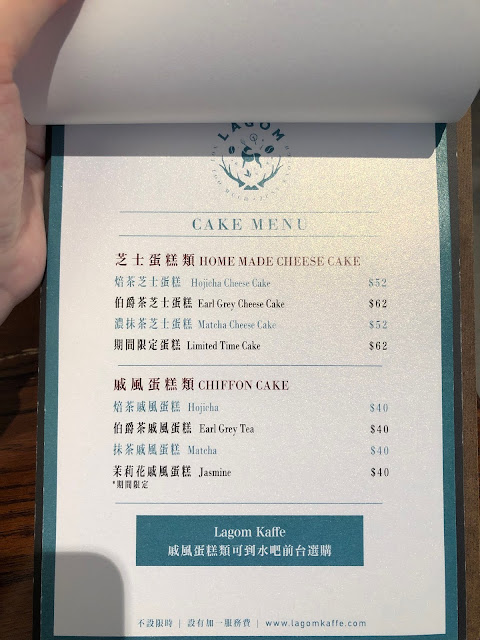 LAGOM
CAKE MENU
芝士蛋糕類 HOME MADE CHEESE CAKE
焙茶芝士蛋糕 Hojicha Cheese Cake $52
伯爵茶芝士蛋糕 Earl Grey Cheese Cake $62
濃抹茶芝士蛋糕 Matcha Cheese Cake $52
期間限定蛋糕 Limited Time Cake $62
戚風蛋糕類 CHIFFON CAKE
焙茶戚風蛋糕 Hojicha $40
伯爵茶戚風蛋糕 Earl Grey Tea $40
抹茶戚風蛋糕 Matcha $40
茉莉花戚風蛋糕 Jasmine $40
*期間限定
Lagom Kaffe
戚風蛋糕類可到水吧前台選購
不設限時 | 設有加一服務費 | www.lagomkaffe.com